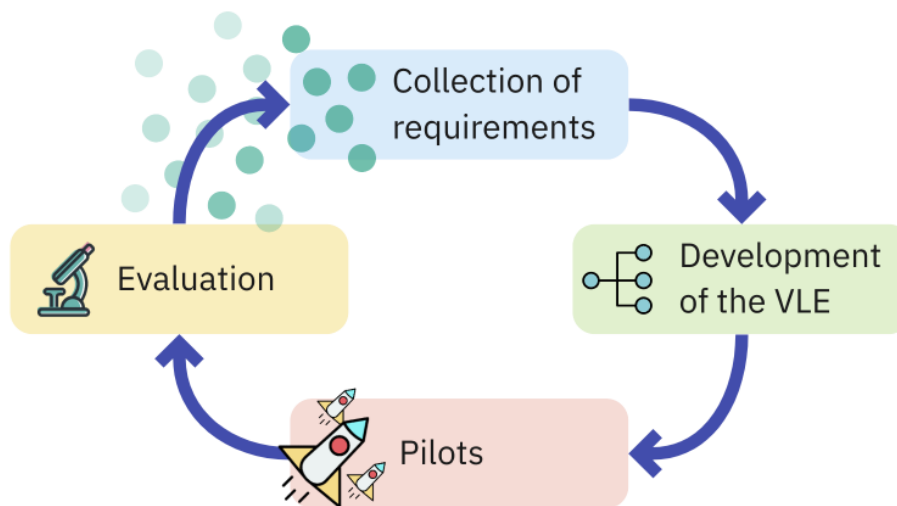 Collection of
requirements
Development
of the VLE
Pilots
Evaluation